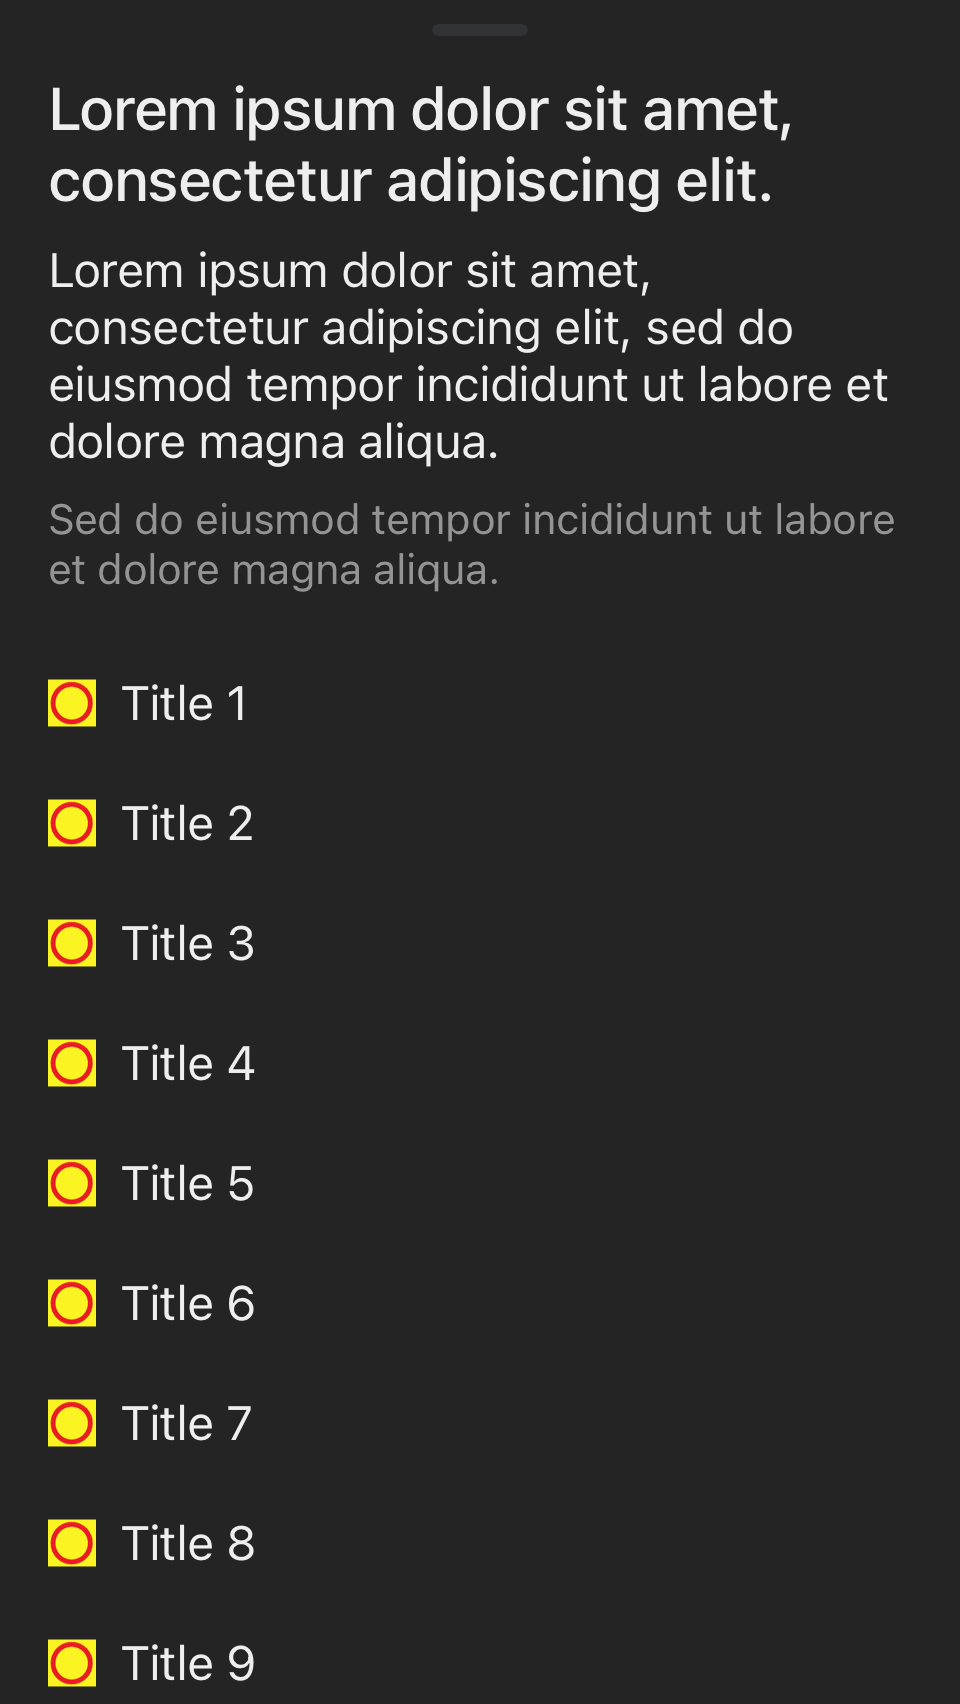 Lorem ipsum dolor sit amet,
consectetur adipiscing elit.
Lorem ipsum dolor sit amet,
consectetur adipiscing elit, sed do
eiusmod tempor incididunt ut labore et
dolore magna aliqua.
Sed do eiusmod tempor incididunt ut labore
et dolore magna aliqua.
Title 1
Title 2
Title 3
Title 4
Title 5
Title 6
Title 7
Title 8
Title 9